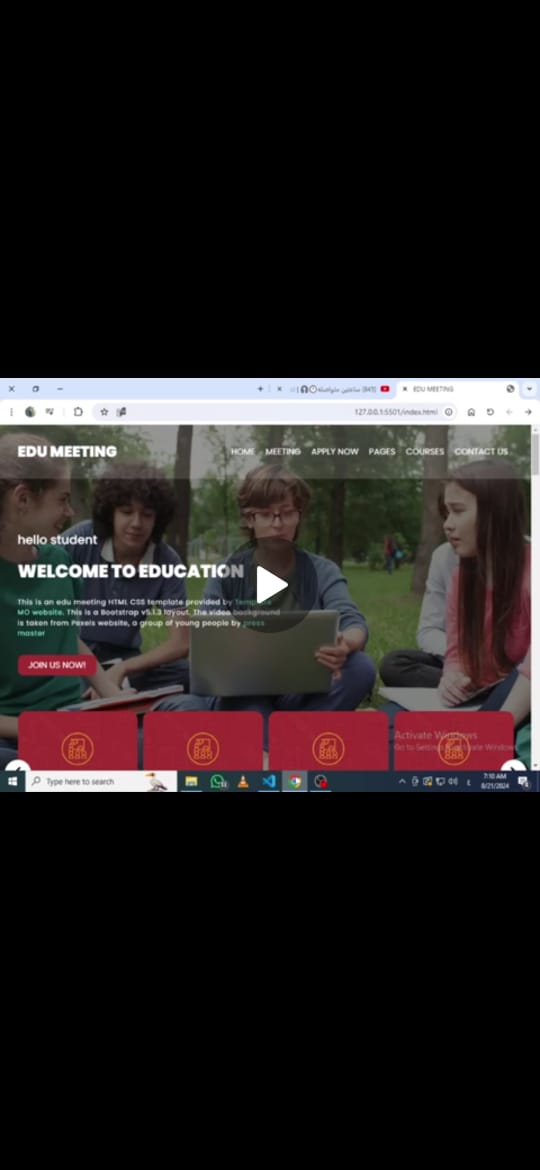 (845) ساعتين متواصله
EDU MEETING
127.0.0.1:5501/index.html
EDU MEETING
HOME MEETING APPLY NOW PAGES COURSES CONTACT US
hello student
WELCOME TO EDUCATION
This is an edu meeting HTML CSS template provided by
MO website. This is a Bootstrap v5.1.3 layout. The video background
is taken from Pexels website, a group of young people by press
master
JOIN US NOW!
Activate Windows
Go to Settings to activate Windows
Type here to search
7:10 AM
8/21/2024